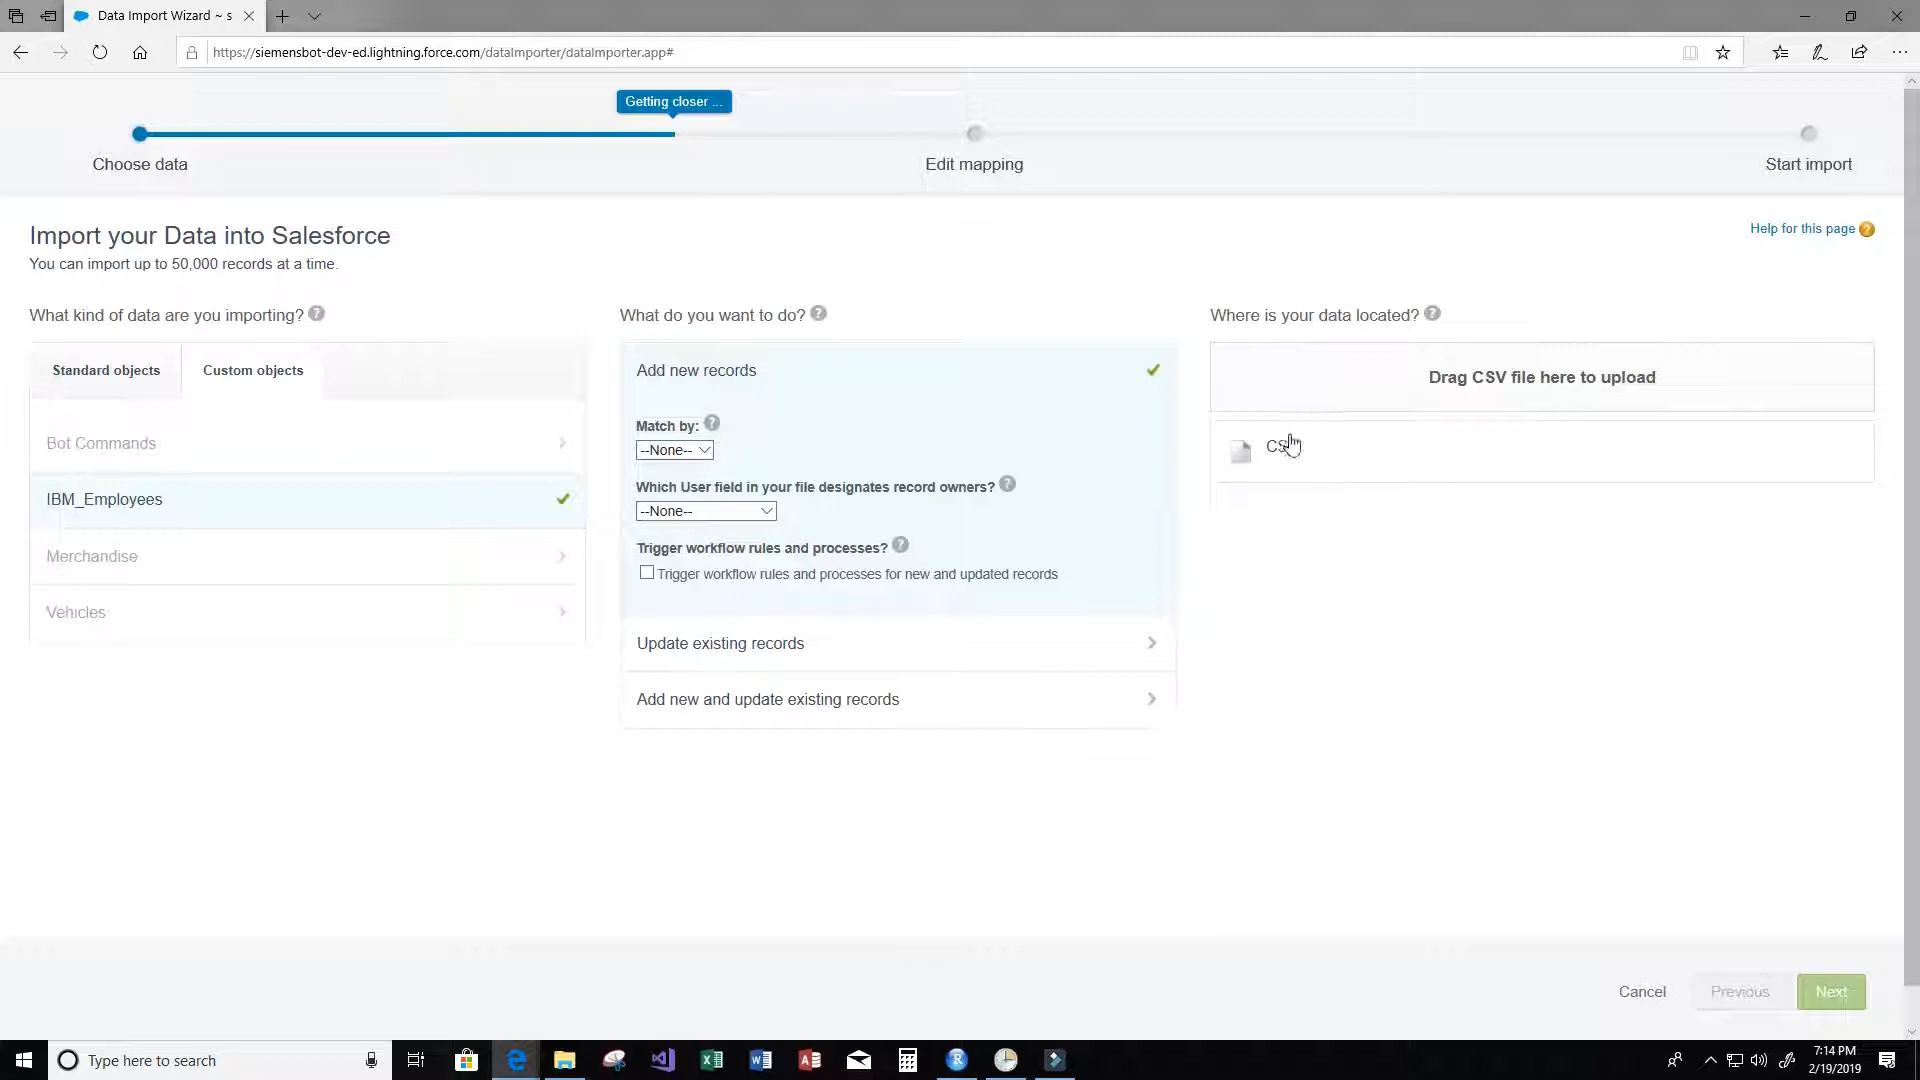 Data Import Wizard ~ s
https://siemensbot-dev-ed.lightning.force.com/dataImporter/dataImporter.app#
Getting closer ...
Choose data
Edit mapping
Start import
Import your Data into Salesforce
Help for this page
You can import up to 50,000 records at a time.
What kind of data are you importing?
What do you want to do?
Where is your data located?
Standard objects
Custom objects
Bot Commands
IBM_Employees
Merchandise
Vehicles
Add new records
Match by:
--None--
Which User field in your file designates record owners?
--None--
Trigger workflow rules and processes?
Trigger workflow rules and processes for new and updated records
Update existing records
Add new and update existing records
Drag CSV file here to upload
Cancel
Previous
Next
Type here to search
7:14 PM
2/19/2019